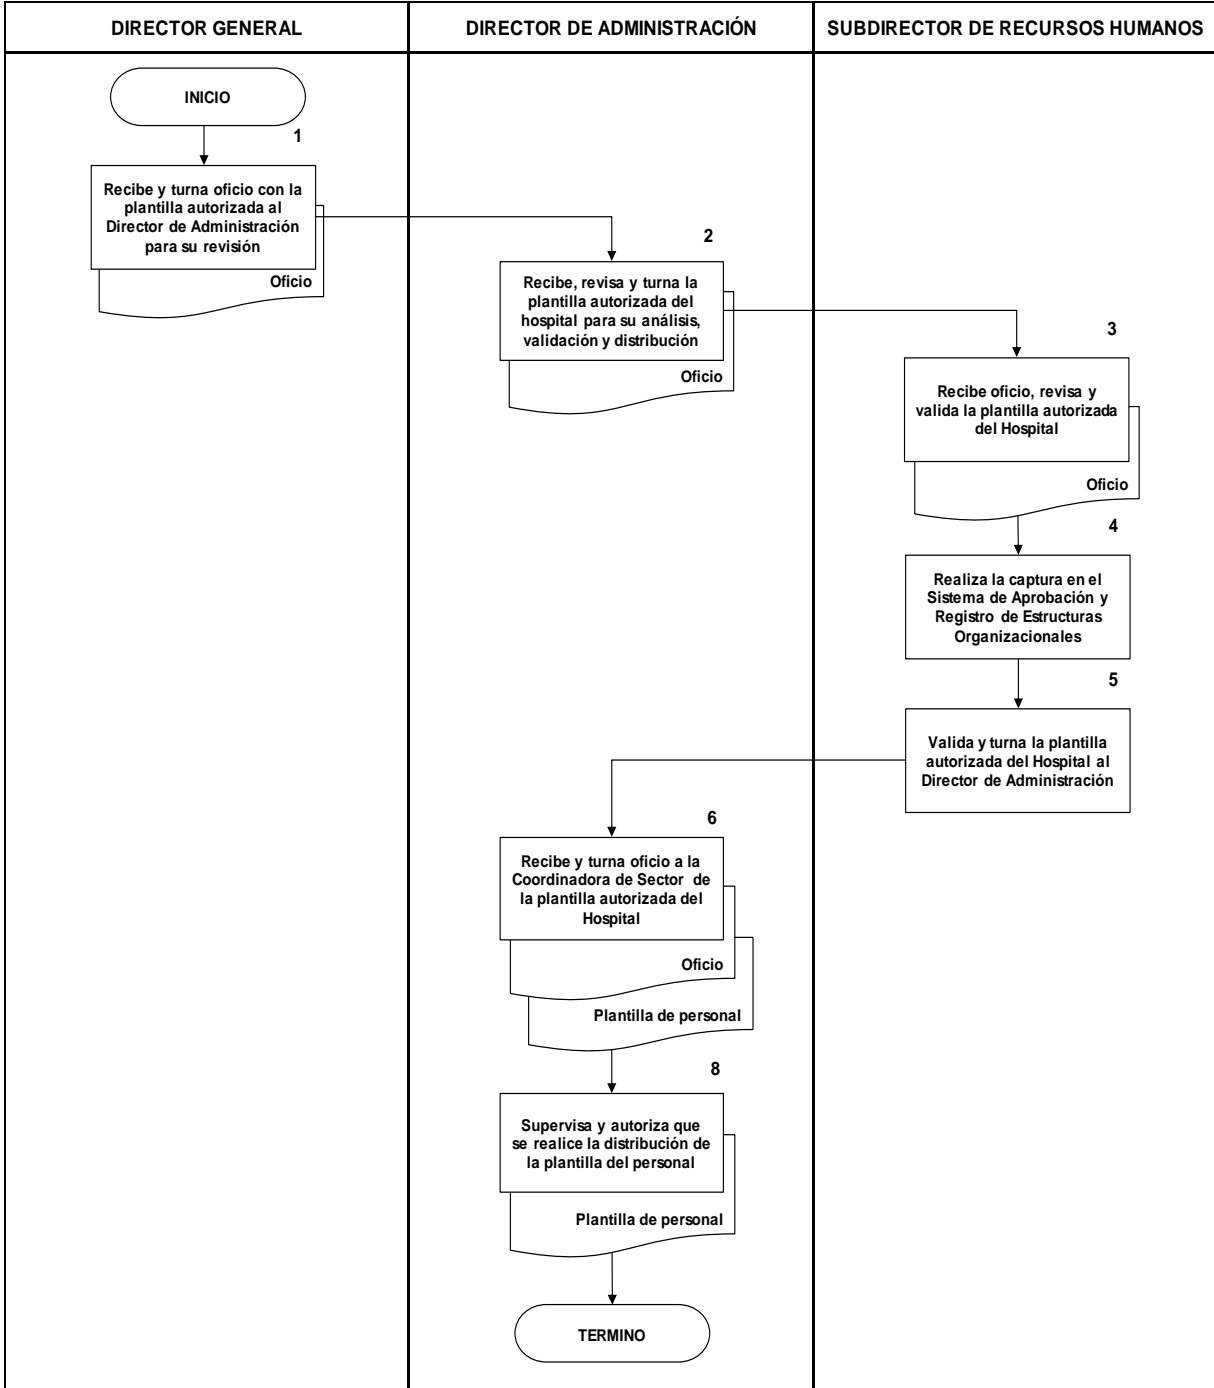 DIRECTOR GENERAL
DIRECTOR DE ADMINISTRACIÓN
SUBDIRECTOR DE RECURSOS HUMANOS
INICIO
1
Recibe y turna oficio con la
plantilla autorizada al
Director de Administración
para su revisión
Oficio
2
Recibe, revisa y turna la
plantilla autorizada del
hospital para su análisis,
validación y distribución
Oficio
3
Recibe oficio, revisa y
valida la plantilla autorizada
del Hospital
Oficio
4
Realiza la captura en el
Sistema de Aprobación y
Registro de Estructuras
Organizacionales
5
Valida y turna la plantilla
autorizada del Hospital al
Director de Administración
6
Recibe y turna oficio a la
Coordinadora de Sector de
la plantilla autorizada del
Hospital
Oficio
Plantilla de personal
8
Supervisa y autoriza que
se realice la distribución de
la plantilla del personal
Plantilla de personal
TERMINO